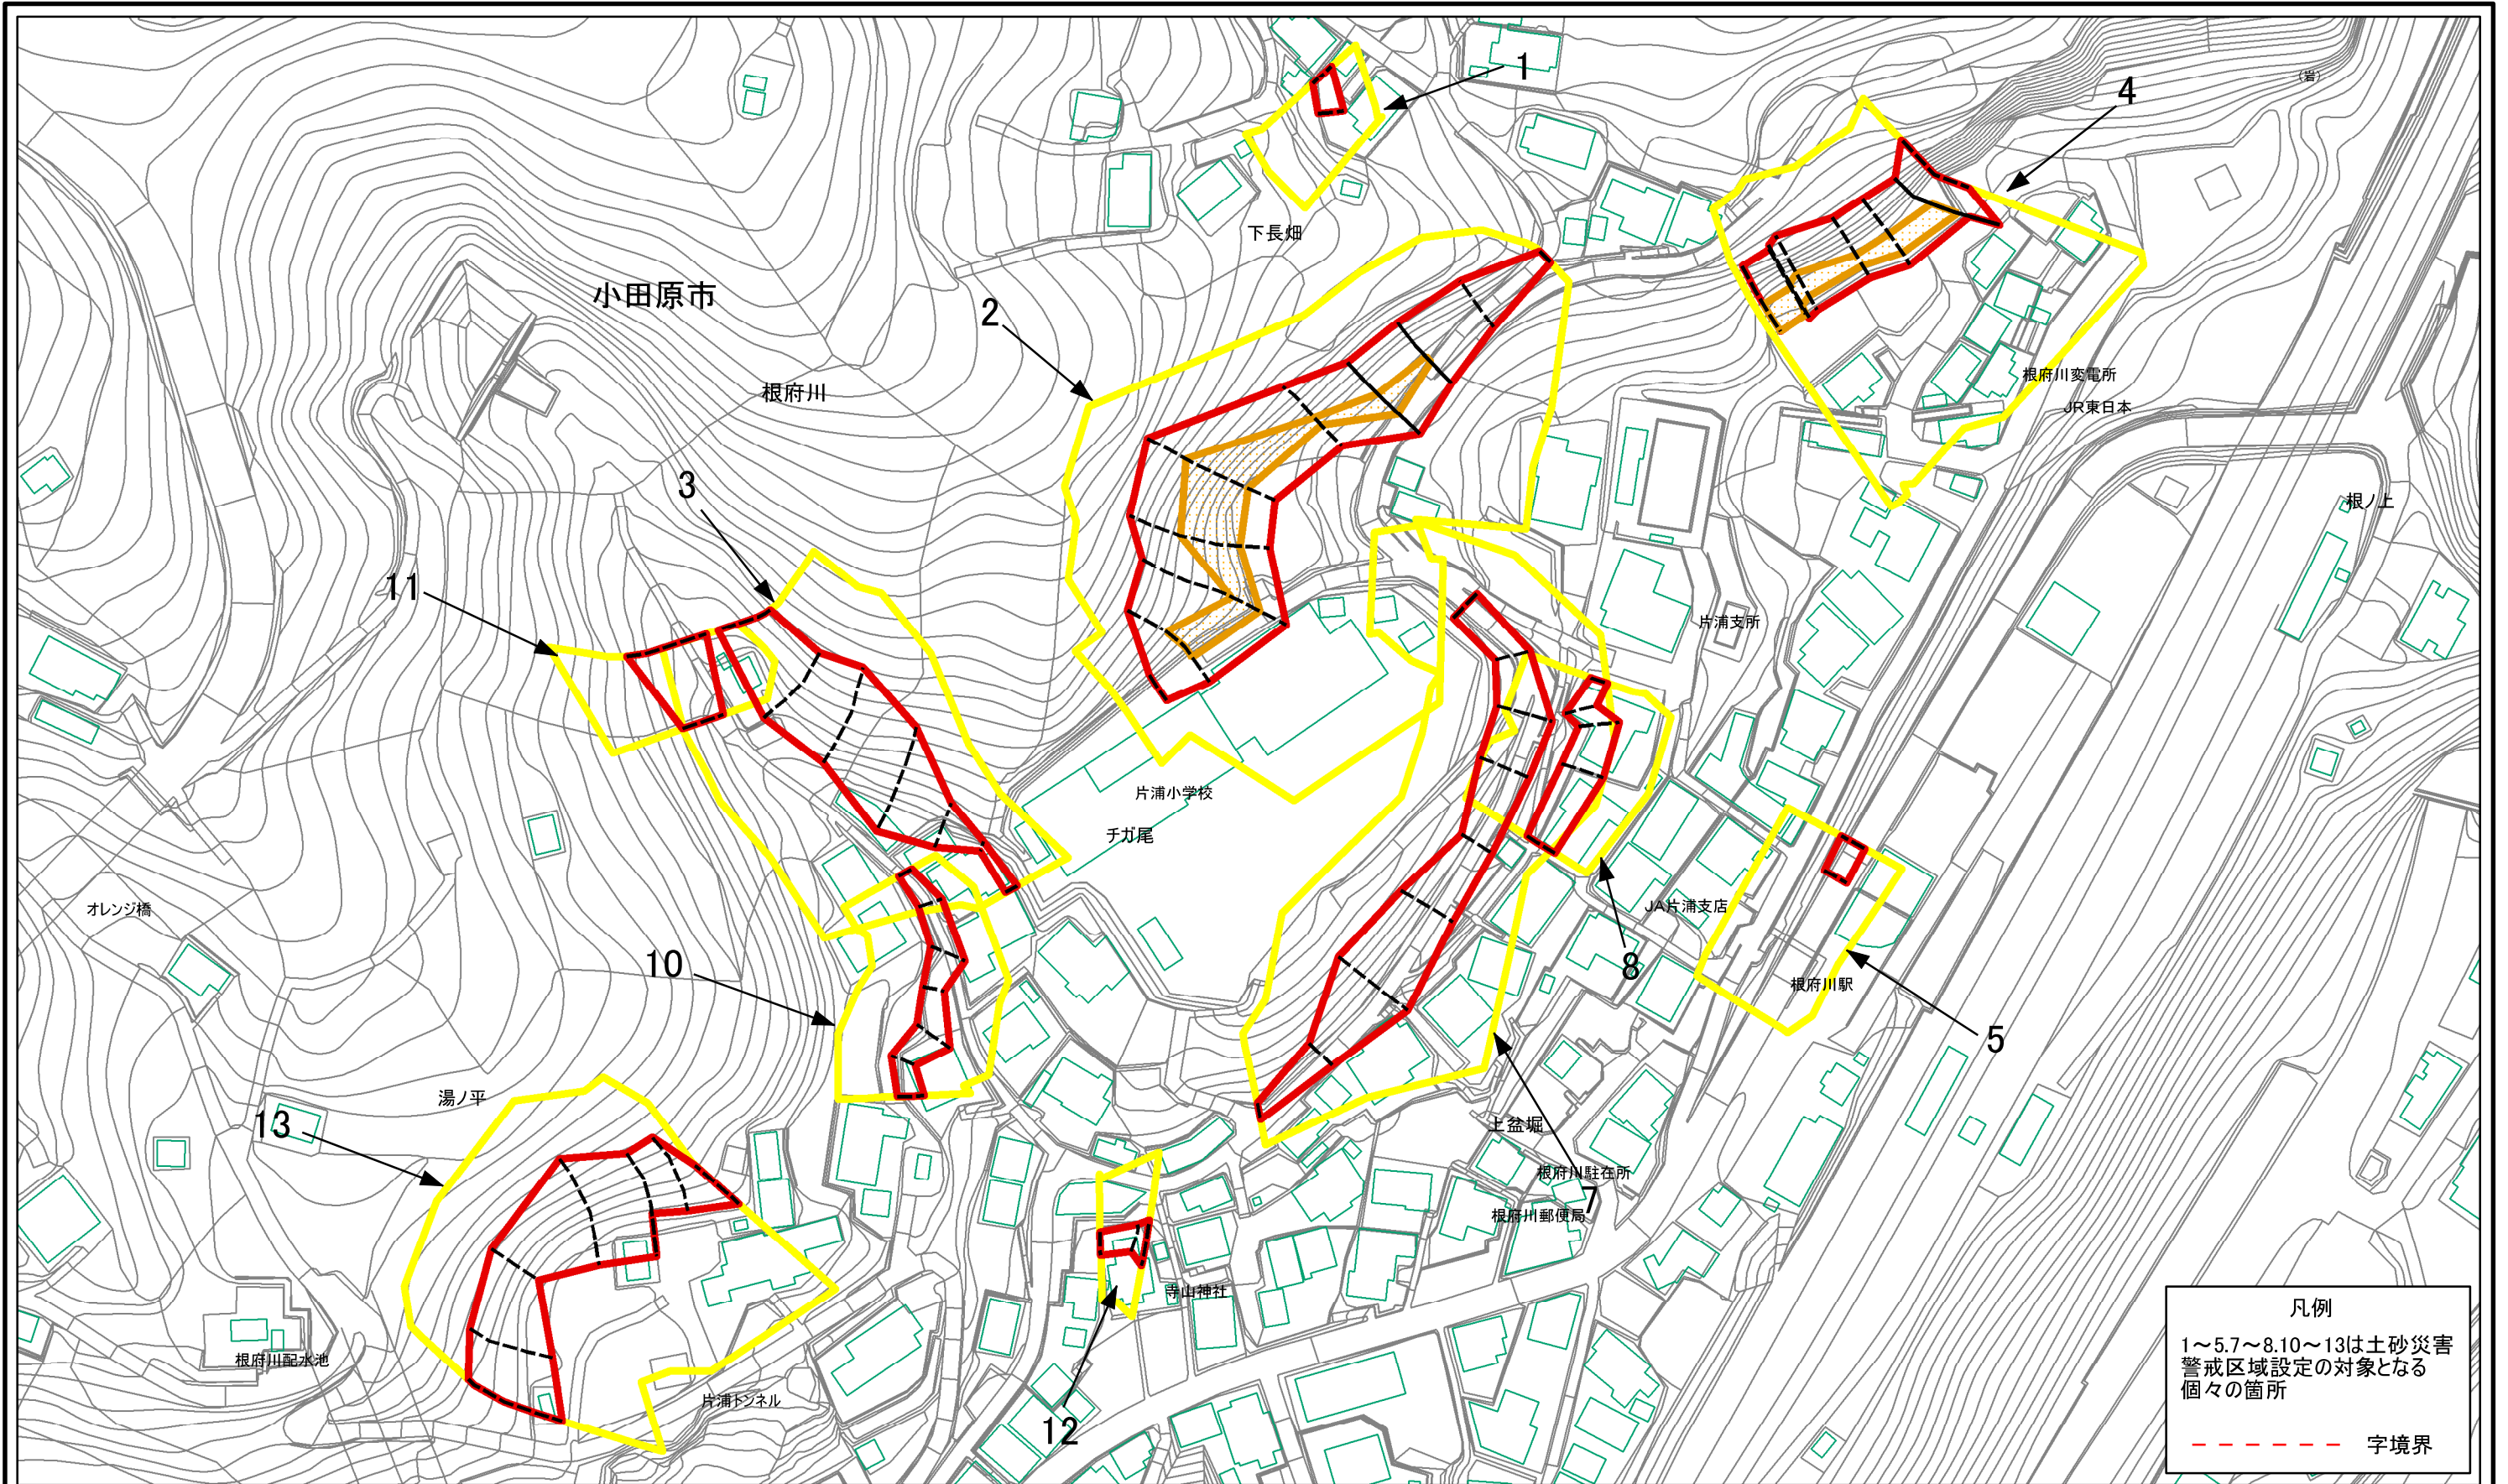 1
4
(岩)
下長畑
小田原市
2
根府川
根府川変電所
JR東日本
3
根ノ上
11
片浦支所
片浦小学校
チガ尾
オレンジ橋
JA片浦支店
10
8
根府川駅
5
湯ノ平
13
上盆堀
根府川駐在所
7
根府川郵便局
寺山神社
根府川配水池
片浦トンネル
12
凡例
1～5.7～8.10～13は土砂災害
警戒区域設定の対象となる
個々の箇所
字境界